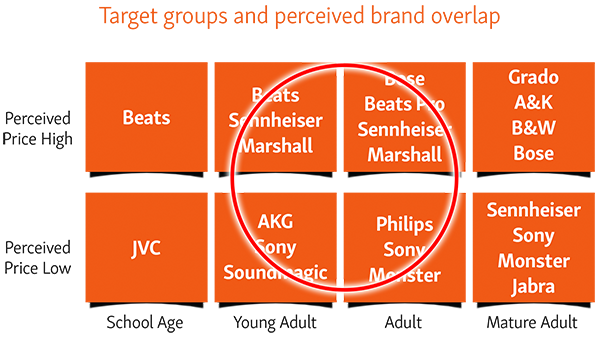 Target groups and perceived brand overlap
Perceived
Price High
Beats
Beats
Sennheiser
Marshall
Bose
Beats Pro
Sennheiser
Marshall
Grado
A&K
B&W
Bose
Perceived
Price Low
JVC
AKG
Sony
Soundmagic
Philips
Sony
Monster
Sennheiser
Sony
Monster
Jabra
School Age
Young Adult
Adult
Mature Adult